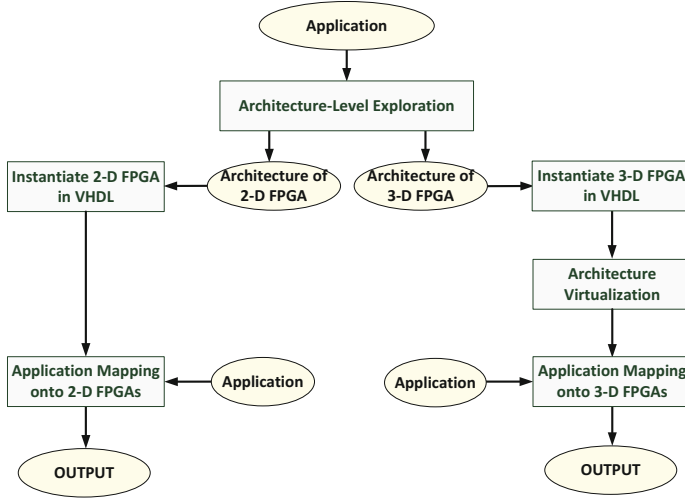 Application
Architecture-Level Exploration
Instantiate 2-D FPGA
in VHDL
Architecture of
2-D FPGA
Architecture of
3-D FPGA
Instantiate 3-D FPGA
in VHDL
Architecture
Virtualization
Application Mapping
onto 2-D FPGAs
Application
Application
Application Mapping
onto 3-D FPGAs
OUTPUT
OUTPUT